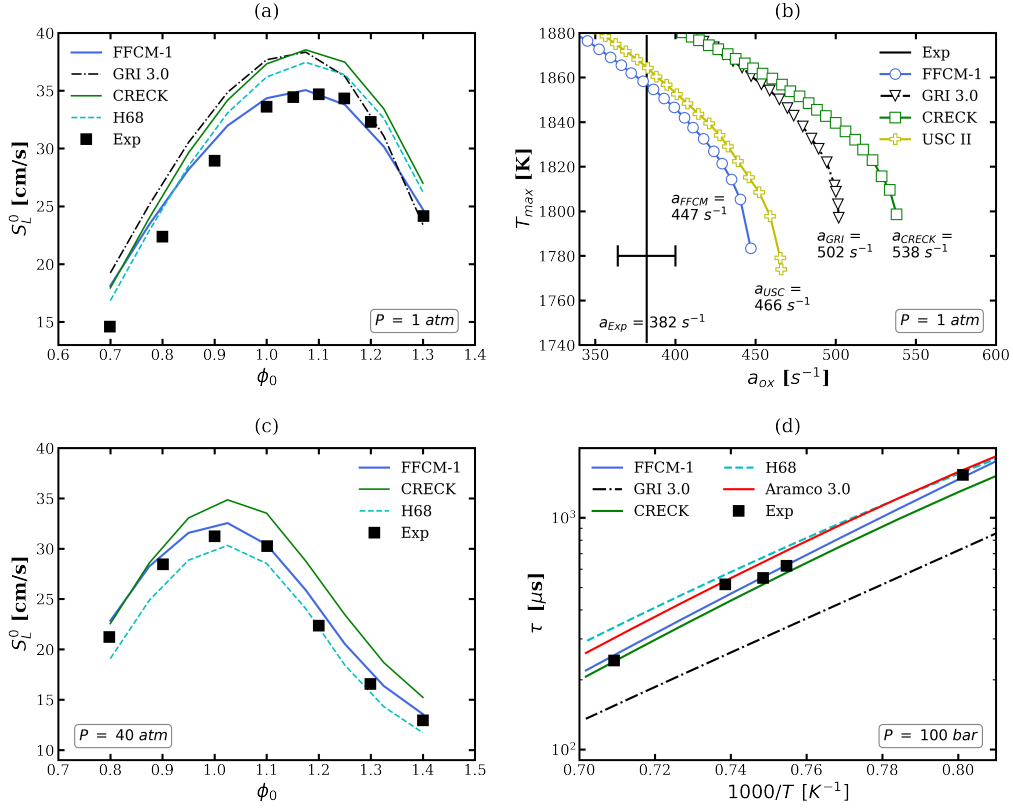 (a)
40
35
30
25
20
15
0.6
0.7
0.8
0.9
1.0
1.1
1.2
1.3
1.4
S_L^0 [cm/s]
ϕ_0
FFCM-1
GRI 3.0
CRECK
H68
Exp
P = 1 atm
(b)
1880
1860
1840
1820
1800
1780
1760
1740
350
400
450
500
550
600
T_max [K]
a_ox [s^−1]
Exp
FFCM-1
GRI 3.0
CRECK
USC II
a_FFCM =
447 s^−1
a_GRI =
502 s^−1
a_CRECK =
538 s^−1
a_USC =
466 s^−1
a_Exp = 382 s^−1
P = 1 atm
(c)
40
35
30
25
20
15
10
0.7
0.8
0.9
1.0
1.1
1.2
1.3
1.4
1.5
S_L^0 [cm/s]
ϕ_0
FFCM-1
CRECK
H68
Exp
P = 40 atm
(d)
10^3
10^2
0.70
0.72
0.74
0.76
0.78
0.80
τ [μs]
1000/T [K^−1]
FFCM-1
GRI 3.0
CRECK
H68
Aramco 3.0
Exp
P = 100 bar